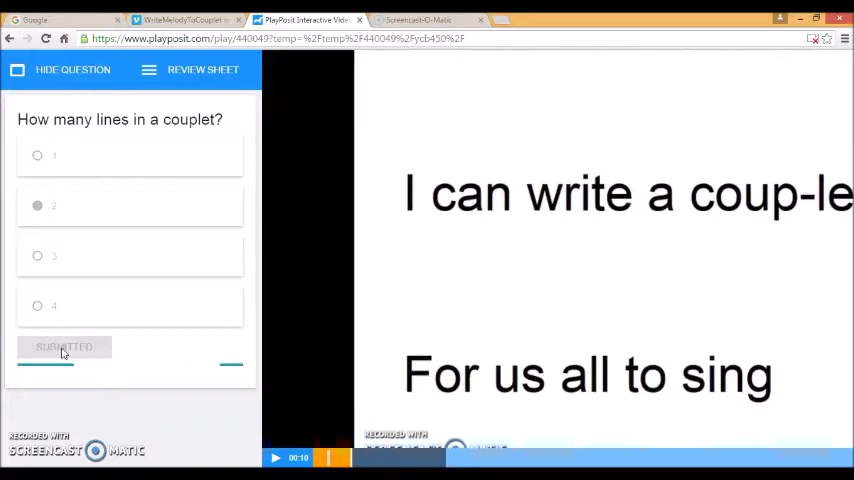 Google
WriteMelodyToCouplet
PlayPosit Interactive Video
Screencast-O-Matic
https://www.playposit.com/play/440049?temp=%2Ftemp%2F440049%2Fycb450%2F
HIDE QUESTION
REVIEW SHEET
How many lines in a couplet?
1
2
3
4
SUBMITTED
I can write a coup-le
For us all to sing
RECORDED WITH
SCREENCAST MATIC
RECORDED WITH
00:10